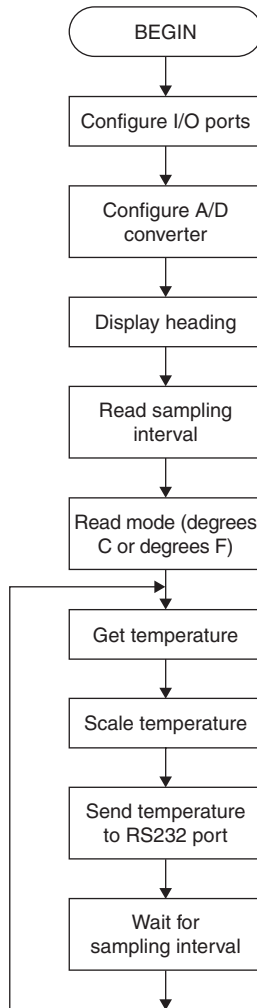 BEGIN
Configure I/O ports
Configure A/D
converter
Display heading
Read sampling
interval
Read mode (degrees
C or degrees F)
Get temperature
Scale temperature
Send temperature
to RS232 port
Wait for
sampling interval